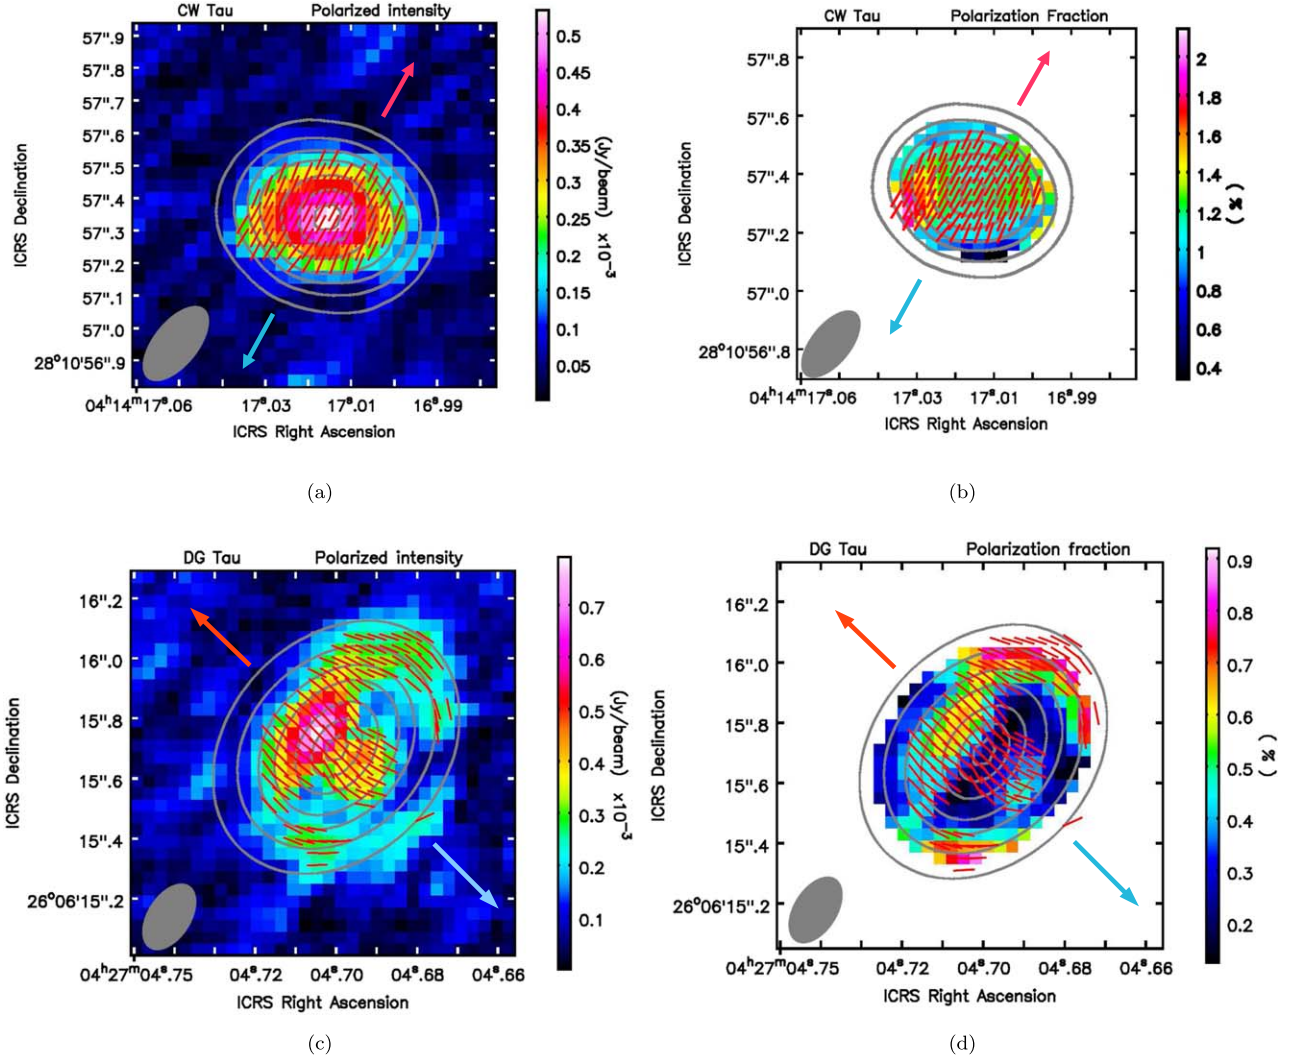 CW Tau Polarized intensity
57".9
57".8
57".7
57".6
57".5
57".4
57".3
57".2
57".1
57".0
28°10'56".9
ICRS Declination
04ʰ14ᵐ17ˢ.06 17ˢ.03 17ˢ.01 16ˢ.99
ICRS Right Ascension
0.5
0.45
0.4
0.35
0.3
0.25
0.2
0.15
0.1
0.05
(Jy/beam) ×10⁻³
(a)
CW Tau Polarization Fraction
57".8
57".6
57".4
57".2
57".0
28°10'56".8
ICRS Declination
04ʰ14ᵐ17ˢ.06 17ˢ.03 17ˢ.01 16ˢ.99
ICRS Right Ascension
2
1.8
1.6
1.4
1.2
1
0.8
0.6
0.4
( % )
(b)
DG Tau Polarized intensity
16".2
16".0
15".8
15".6
15".4
26°06'15".2
ICRS Declination
04ʰ27ᵐ04ˢ.75 04ˢ.72 04ˢ.70 04ˢ.68 04ˢ.66
ICRS Right Ascension
0.7
0.6
0.5
0.4
0.3
0.2
0.1
(Jy/beam) ×10⁻³
(c)
DG Tau Polarization fraction
16".2
16".0
15".8
15".6
15".4
26°06'15".2
ICRS Declination
04ʰ27ᵐ04ˢ.75 04ˢ.72 04ˢ.70 04ˢ.68 04ˢ.66
ICRS Right Ascension
0.9
0.8
0.7
0.6
0.5
0.4
0.3
0.2
( % )
(d)